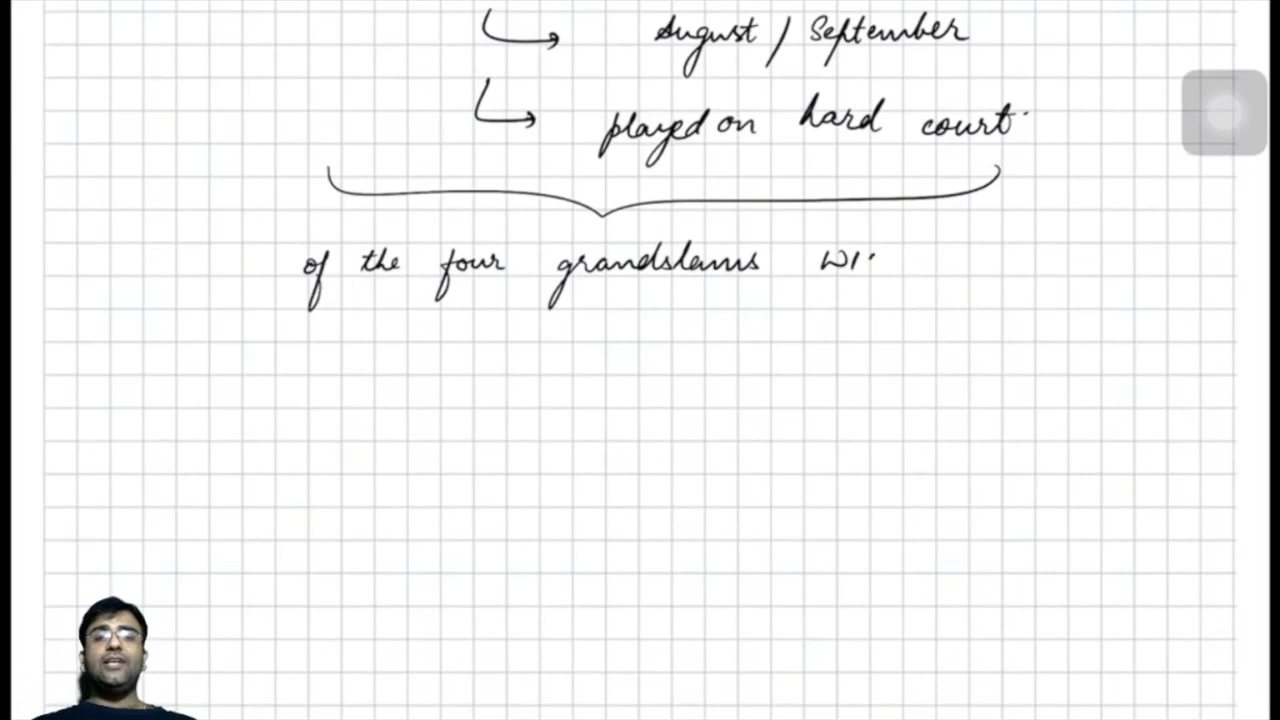 August / September
played on hard court.
of the four grandslams